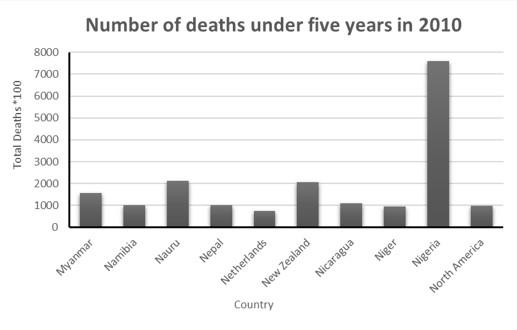 Number of deaths under five years in 2010
Total Deaths *100
8000
7000
6000
5000
4000
3000
2000
1000
0
Myanmar
Namibia
Nauru
Nepal
Netherlands
New Zealand
Nicaragua
Niger
Nigeria
North America
Country